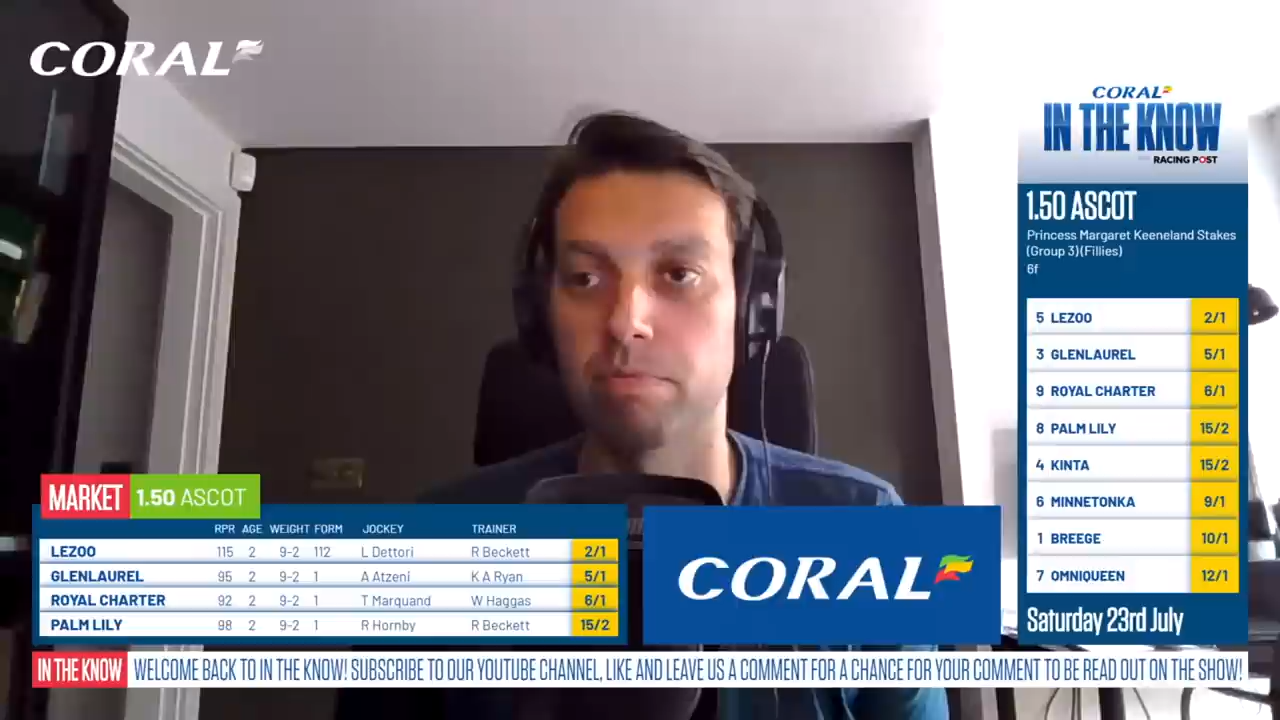 CORAL
CORAL
IN THE KNOW
RACING POST
1.50 ASCOT
Princess Margaret Keeneland Stakes
(Group 3)(Fillies)
6f
5 LEZOO 2/1
3 GLENLAUREL 5/1
9 ROYAL CHARTER 6/1
8 PALM LILY 15/2
4 KINTA 15/2
6 MINNETONKA 9/1
1 BREEGE 10/1
7 OMNIQUEEN 12/1
Saturday 23rd July
MARKET 1.50 ASCOT
RPR AGE WEIGHT FORM JOCKEY TRAINER
LEZOO 115 2 9-2 112 L Dettori R Beckett 2/1
GLENLAUREL 95 2 9-2 1 A Atzeni K A Ryan 5/1
ROYAL CHARTER 92 2 9-2 1 T Marquand W Haggas 6/1
PALM LILY 98 2 9-2 1 R Hornby R Beckett 15/2
CORAL
IN THE KNOW WELCOME BACK TO IN THE KNOW! SUBSCRIBE TO OUR YOUTUBE CHANNEL, LIKE AND LEAVE US A COMMENT FOR A CHANCE FOR YOUR COMMENT TO BE READ OUT ON THE SHOW!